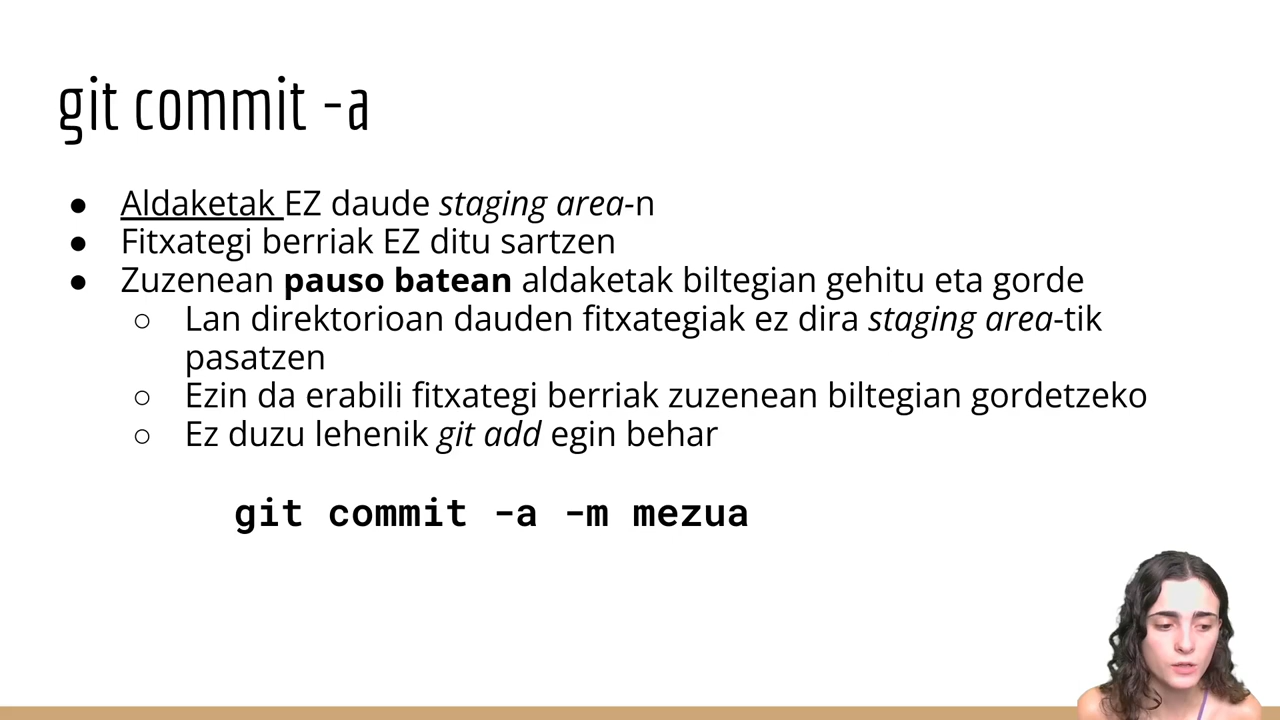 git commit -a
● Aldaketak EZ daude staging area-n
● Fitxategi berriak EZ ditu sartzen
● Zuzenean pauso batean aldaketak biltegian gehitu eta gorde
○ Lan direktorioan dauden fitxategiak ez dira staging area-tik
pasatzen
○ Ezin da erabili fitxategi berriak zuzenean biltegian gordetzeko
○ Ez duzu lehenik git add egin behar
git commit -a -m mezua